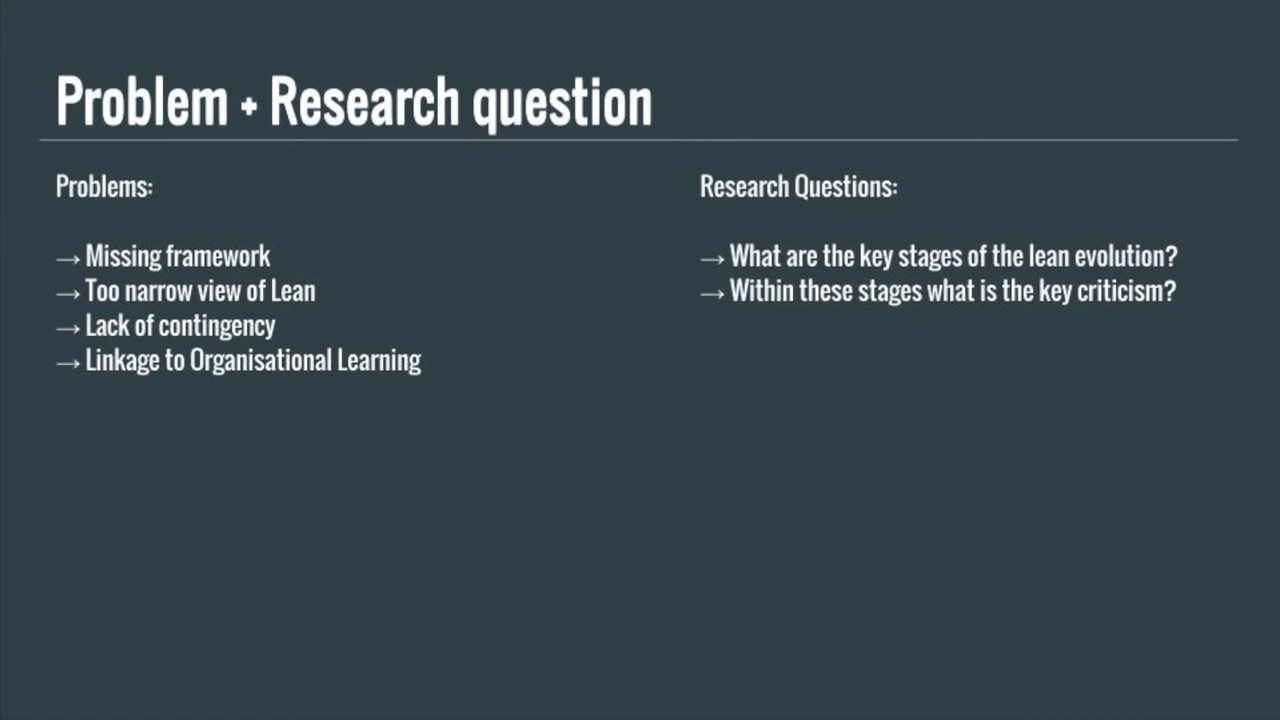 Problem + Research question
Problems:
→ Missing framework
→ Too narrow view of Lean
→ Lack of contingency
→ Linkage to Organisational Learning
Research Questions:
→ What are the key stages of the lean evolution?
→ Within these stages what is the key criticism?